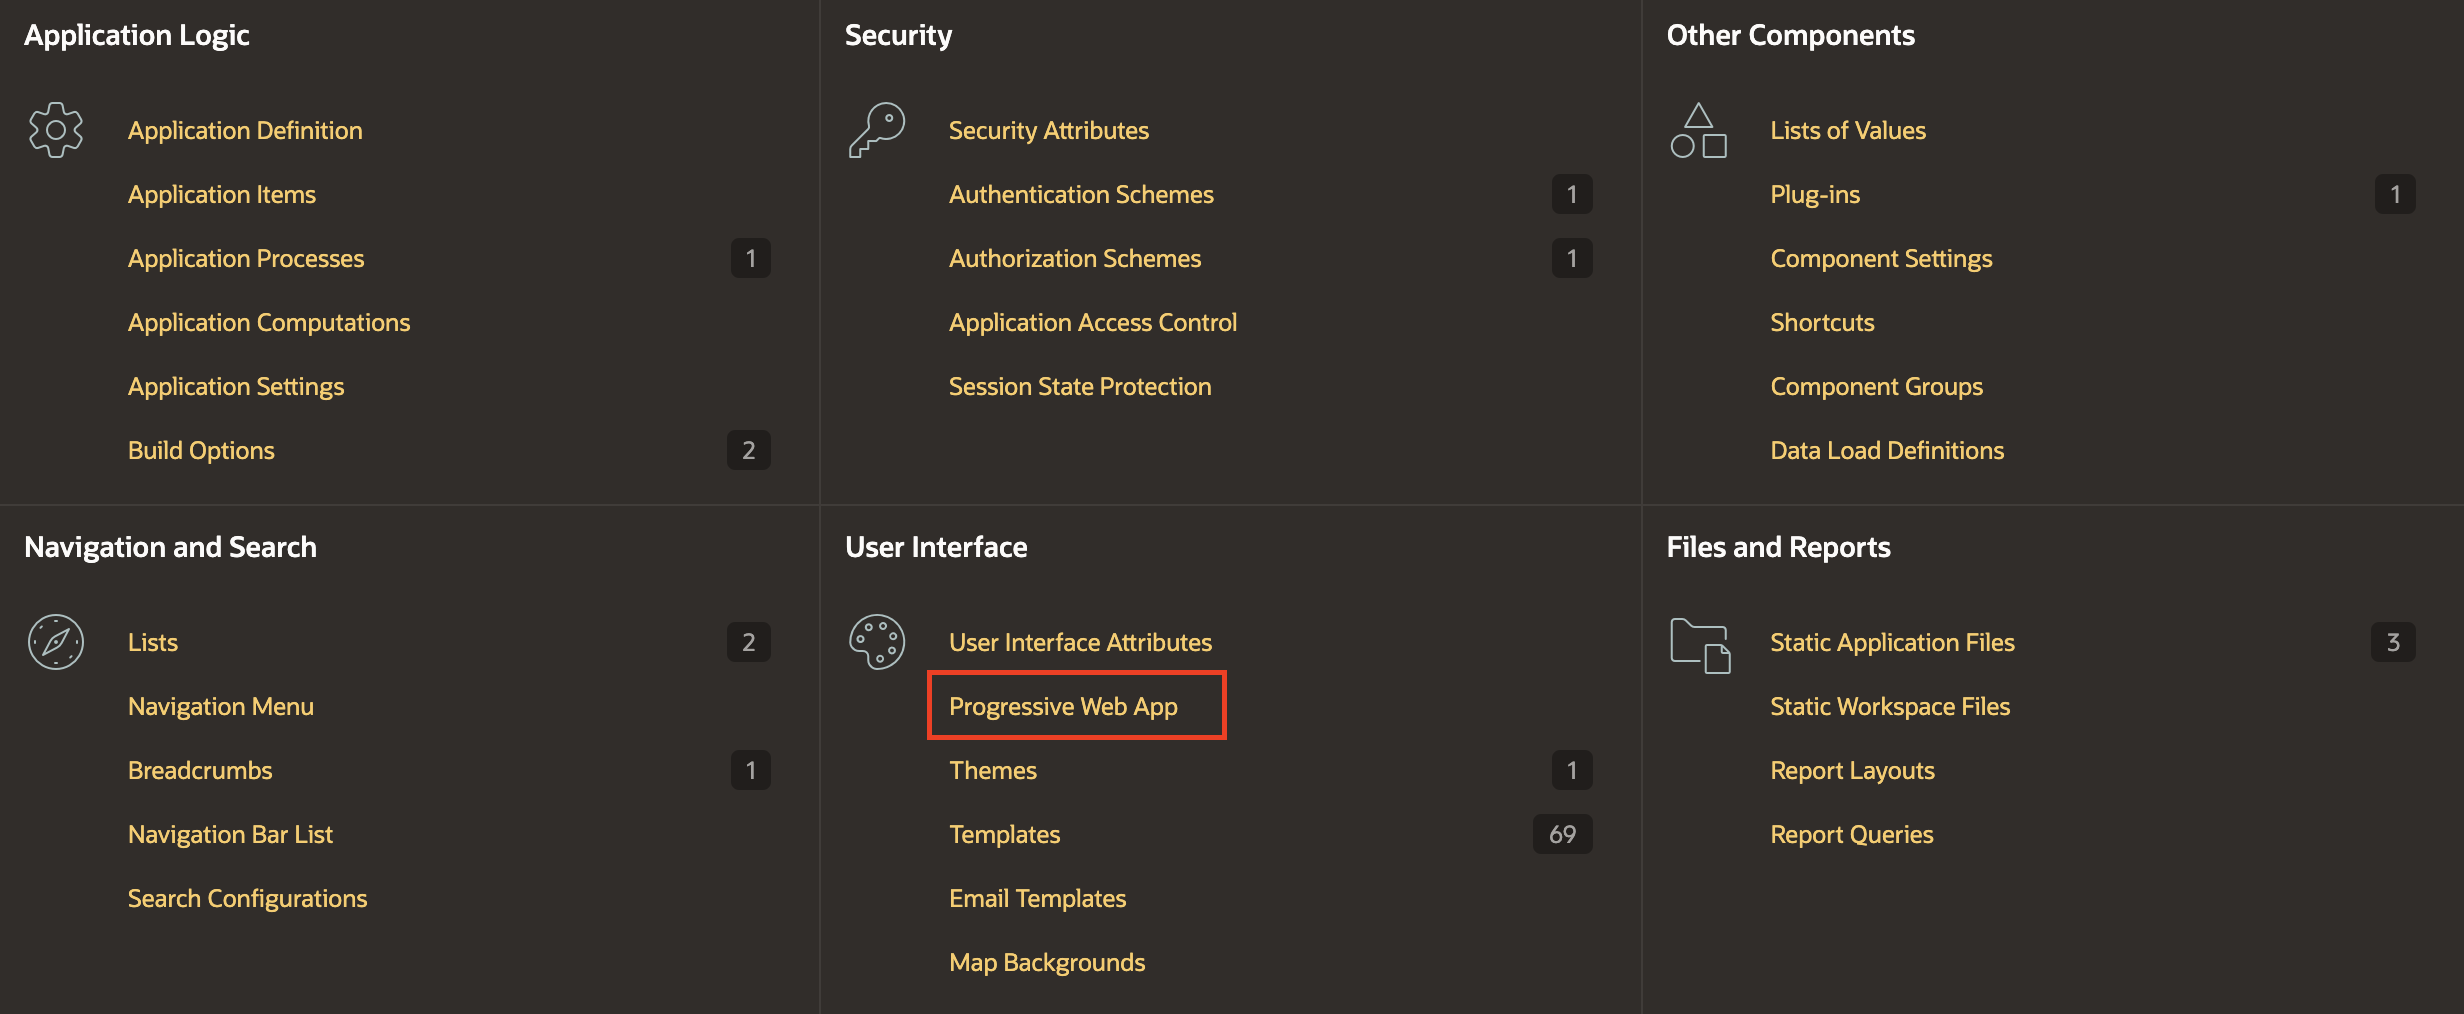 Application Logic
Application Definition
Application Items
Application Processes 1
Application Computations
Application Settings
Build Options 2
Security
Security Attributes
Authentication Schemes 1
Authorization Schemes 1
Application Access Control
Session State Protection
Other Components
Lists of Values
Plug-ins 1
Component Settings
Shortcuts
Component Groups
Data Load Definitions
Navigation and Search
Lists 2
Navigation Menu
Breadcrumbs 1
Navigation Bar List
Search Configurations
User Interface
User Interface Attributes
Progressive Web App
Themes 1
Templates 69
Email Templates
Map Backgrounds
Files and Reports
Static Application Files 3
Static Workspace Files
Report Layouts
Report Queries